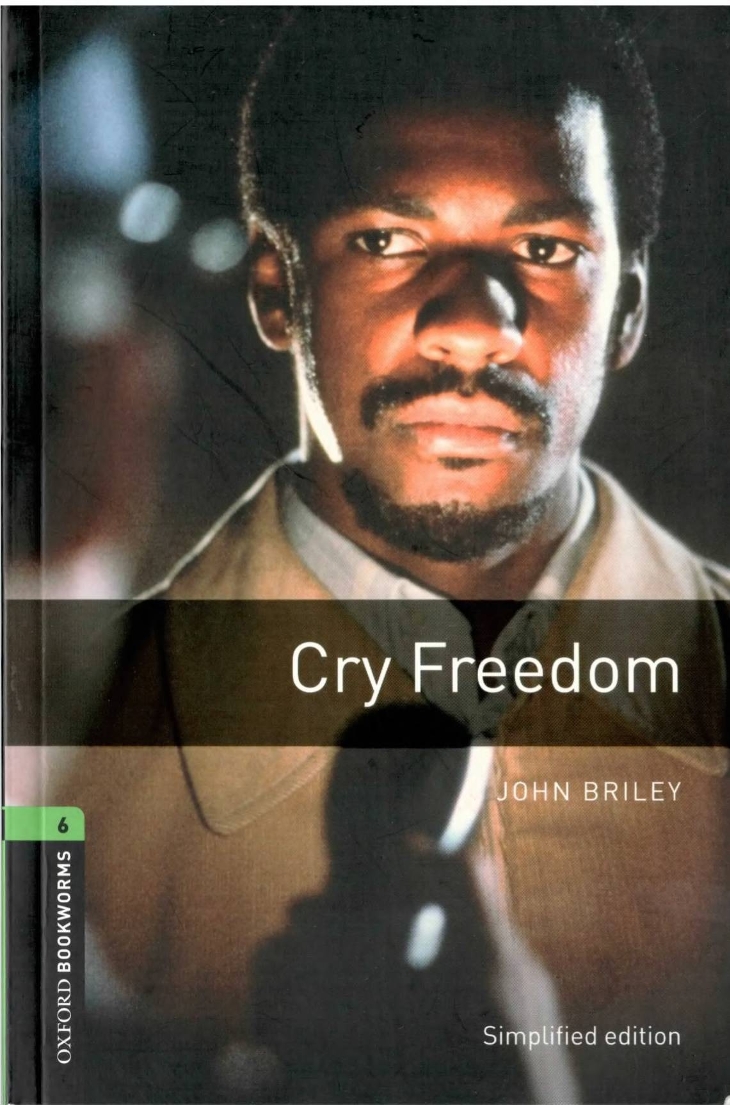 Cry Freedom
JOHN BRILEY
6
OXFORD BOOKWORMS
Simplified edition